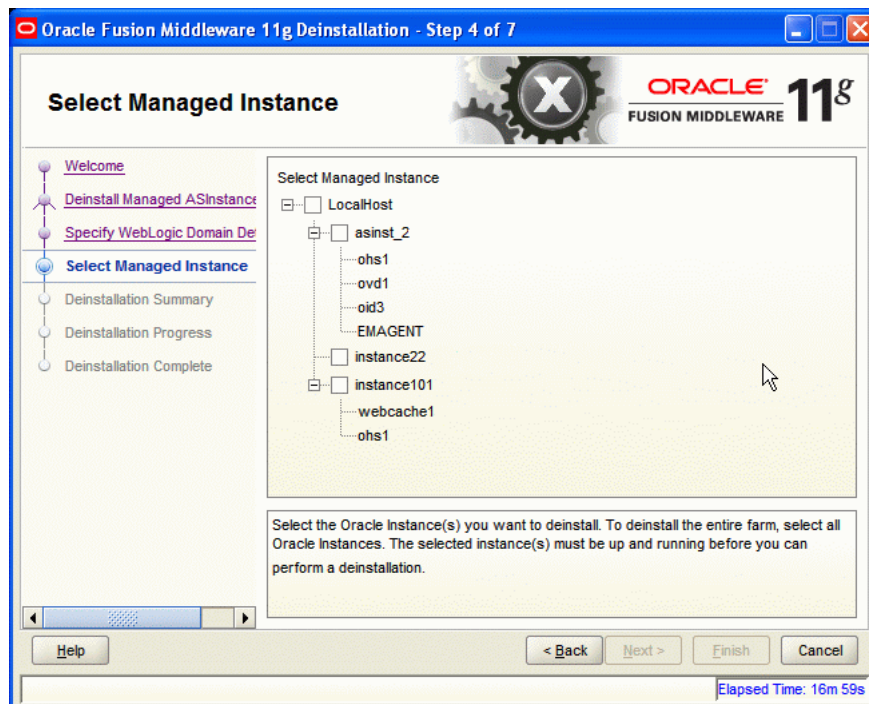 Oracle Fusion Middleware 11g Deinstallation - Step 4 of 7
Select Managed Instance
ORACLE
FUSION MIDDLEWARE
11g
Welcome
Deinstall Managed ASInstance
Specify WebLogic Domain Det
Select Managed Instance
Deinstallation Summary
Deinstallation Progress
Deinstallation Complete
Select Managed Instance
LocalHost
asinst_2
ohs1
ovd1
oid3
EMAGENT
instance22
instance101
webcache1
ohs1
Select the Oracle Instance(s) you want to deinstall. To deinstall the entire farm, select all
Oracle Instances. The selected instance(s) must be up and running before you can
perform a deinstallation.
Help
< Back
Next >
Finish
Cancel
Elapsed Time: 16m 59s